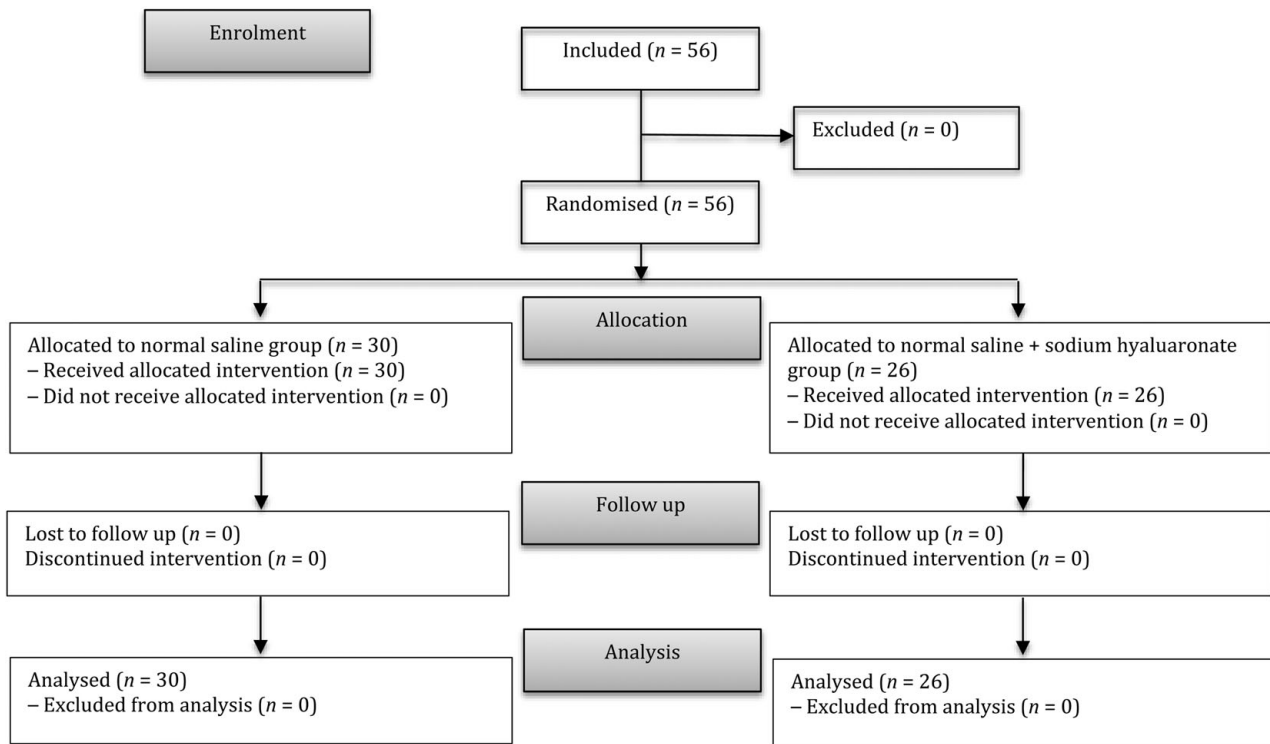 Enrolment
Included (n = 56)
Excluded (n = 0)
Randomised (n = 56)
Allocation
Allocated to normal saline group (n = 30)
– Received allocated intervention (n = 30)
– Did not receive allocated intervention (n = 0)
Allocated to normal saline + sodium hyaluaronate
group (n = 26)
– Received allocated intervention (n = 26)
– Did not receive allocated intervention (n = 0)
Follow up
Lost to follow up (n = 0)
Discontinued intervention (n = 0)
Lost to follow up (n = 0)
Discontinued intervention (n = 0)
Analysis
Analysed (n = 30)
– Excluded from analysis (n = 0)
Analysed (n = 26)
– Excluded from analysis (n = 0)